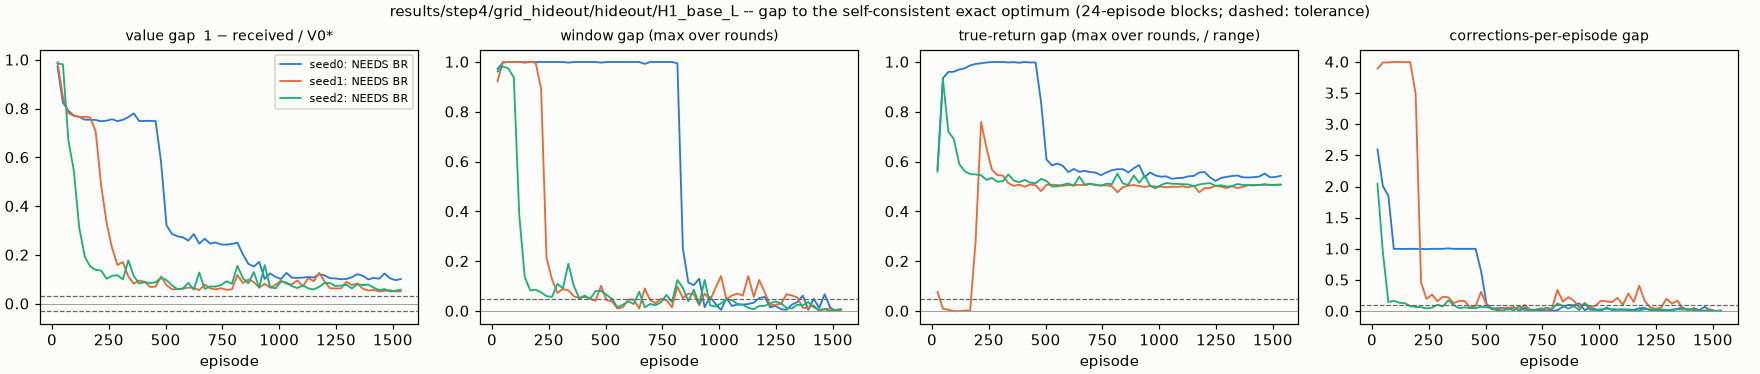 results/step4/grid_hideout/hideout/H1_base_L -- gap to the self-consistent exact optimum (24-episode blocks; dashed: tolerance)
value gap 1 − received / V0*
1.0
0.8
0.6
0.4
0.2
0.0
0 250 500 750 1000 1250 1500
episode
seed0: NEEDS BR
seed1: NEEDS BR
seed2: NEEDS BR
window gap (max over rounds)
1.0
0.8
0.6
0.4
0.2
0.0
0 250 500 750 1000 1250 1500
episode
true-return gap (max over rounds, / range)
1.0
0.8
0.6
0.4
0.2
0.0
0 250 500 750 1000 1250 1500
episode
corrections-per-episode gap
4.0
3.5
3.0
2.5
2.0
1.5
1.0
0.5
0.0
0 250 500 750 1000 1250 1500
episode